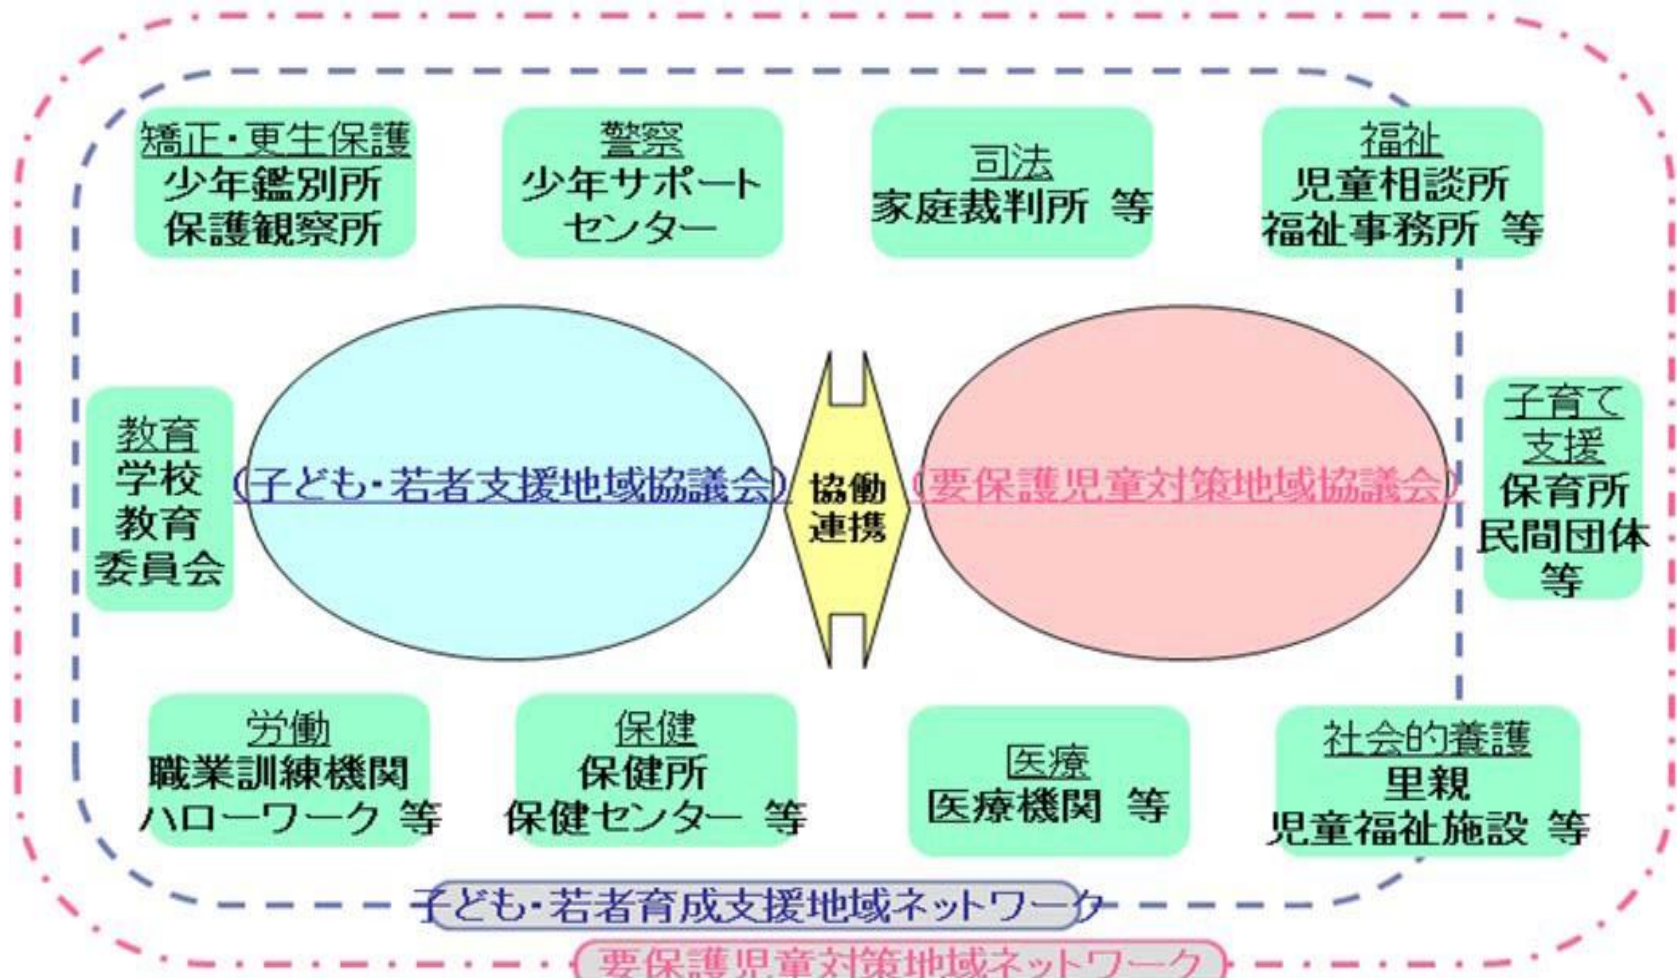 矯正・更生保護
少年鑑別所
保護観察所
警察
少年サポート
センター
司法
家庭裁判所 等
福祉
児童相談所
福祉事務所 等
教育
学校
教育
委員会
(子ども・若者支援地域協議会)
協働
連携
(要保護児童対策地域協議会)
子育て
支援
保育所
民間団体
等
労働
職業訓練機関
ハローワーク 等
保健
保健所
保健センター 等
医療
医療機関 等
社会的養護
里親
児童福祉施設 等
子ども・若者育成支援地域ネットワーク
要保護児童対策地域ネットワーク